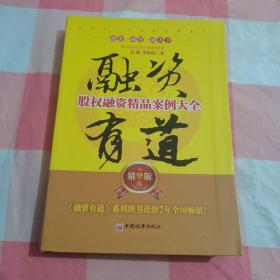 融资有道
股权融资精品案例大全
精华版
《融资有道》系列图书连续7年全国畅销！
中国经济出版社